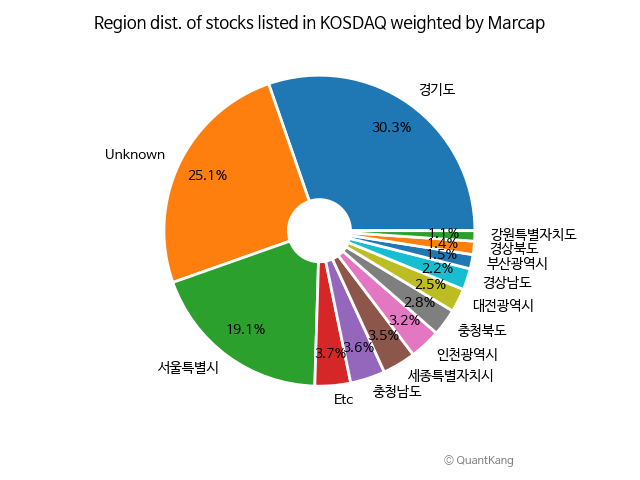 Region dist. of stocks listed in KOSDAQ weighted by Marcap
경기도
30.3%
Unknown
25.1%
서울특별시
19.1%
Etc
3.7%
충청남도
3.6%
세종특별자치시
3.5%
인천광역시
3.2%
충청북도
2.8%
대전광역시
2.5%
경상남도
2.2%
부산광역시
1.5%
경상북도
1.4%
강원특별자치도
1.1%
© QuantKang